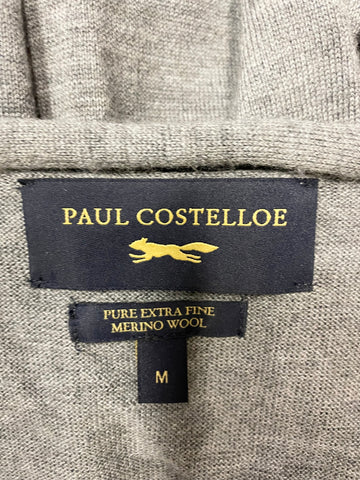 PAUL COSTELLOE
PURE EXTRA FINE
MERINO WOOL
M